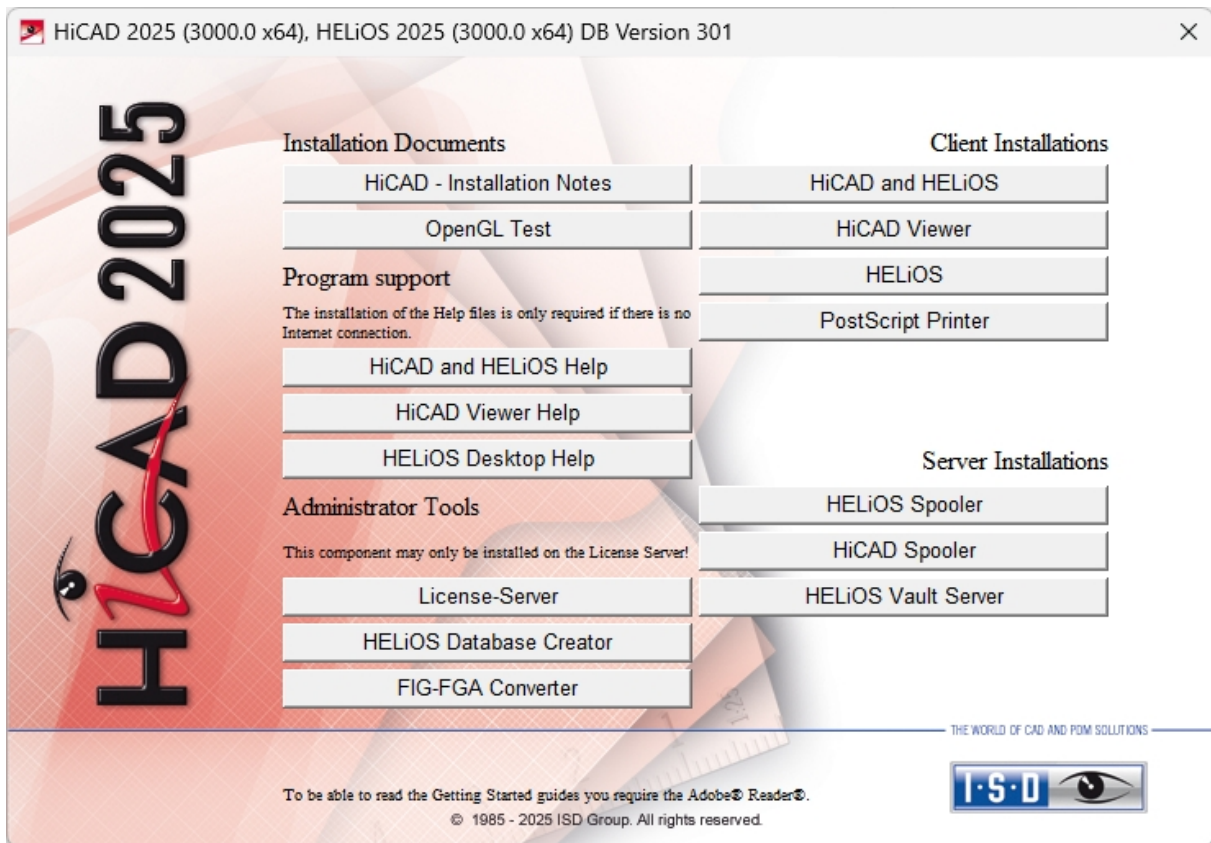 HiCAD 2025 (3000.0 x64), HELiOS 2025 (3000.0 x64) DB Version 301
HiCAD 2025
Installation Documents
HiCAD - Installation Notes
OpenGL Test
Program support
The installation of the Help files is only required if there is no
Internet connection.
HiCAD and HELiOS Help
HiCAD Viewer Help
HELiOS Desktop Help
Administrator Tools
This component may only be installed on the License Server!
License-Server
HELiOS Database Creator
FIG-FGA Converter
Client Installations
HiCAD and HELiOS
HiCAD Viewer
HELiOS
PostScript Printer
Server Installations
HELiOS Spooler
HiCAD Spooler
HELiOS Vault Server
1:25
1
THE WORLD OF CAD AND PDM SOLUTIONS
I·S·D
To be able to read the Getting Started guides you require the Adobe® Reader®.
© 1985 - 2025 ISD Group. All rights reserved.